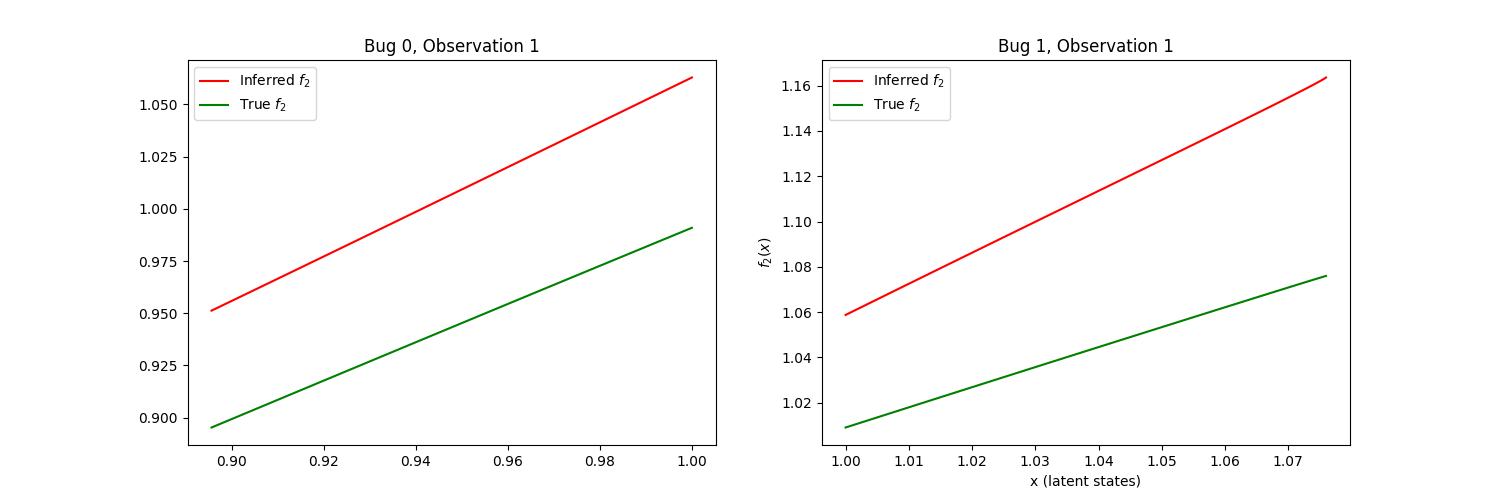 Bug 0, Observation 1
Inferred f₂
True f₂
1.050
1.025
1.000
0.975
0.950
0.925
0.900
0.90 0.92 0.94 0.96 0.98 1.00
Bug 1, Observation 1
Inferred f₂
True f₂
1.16
1.14
1.12
1.10
1.08
1.06
1.04
1.02
f₂(x)
1.00 1.01 1.02 1.03 1.04 1.05 1.06 1.07
x (latent states)